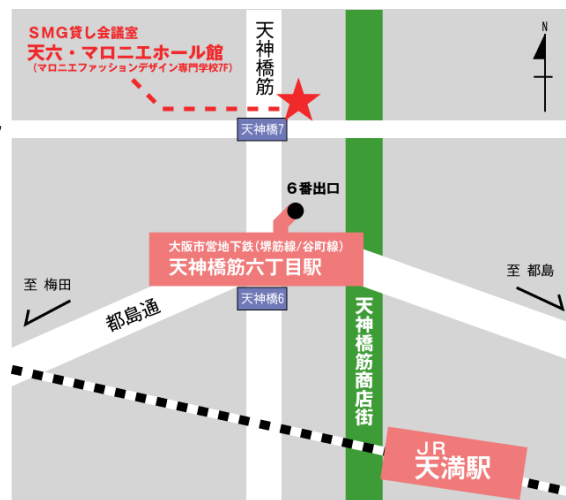 SMG貸し会議室
天六・マロニエホール館
(マロニエファッションデザイン専門学校7F)
天神橋筋
N
天神橋7
6番出口
大阪市営地下鉄(堺筋線/谷町線)
天神橋筋六丁目駅
至 梅田
至 都島
天神橋6
都島通
天神橋筋商店街
JR
天満駅